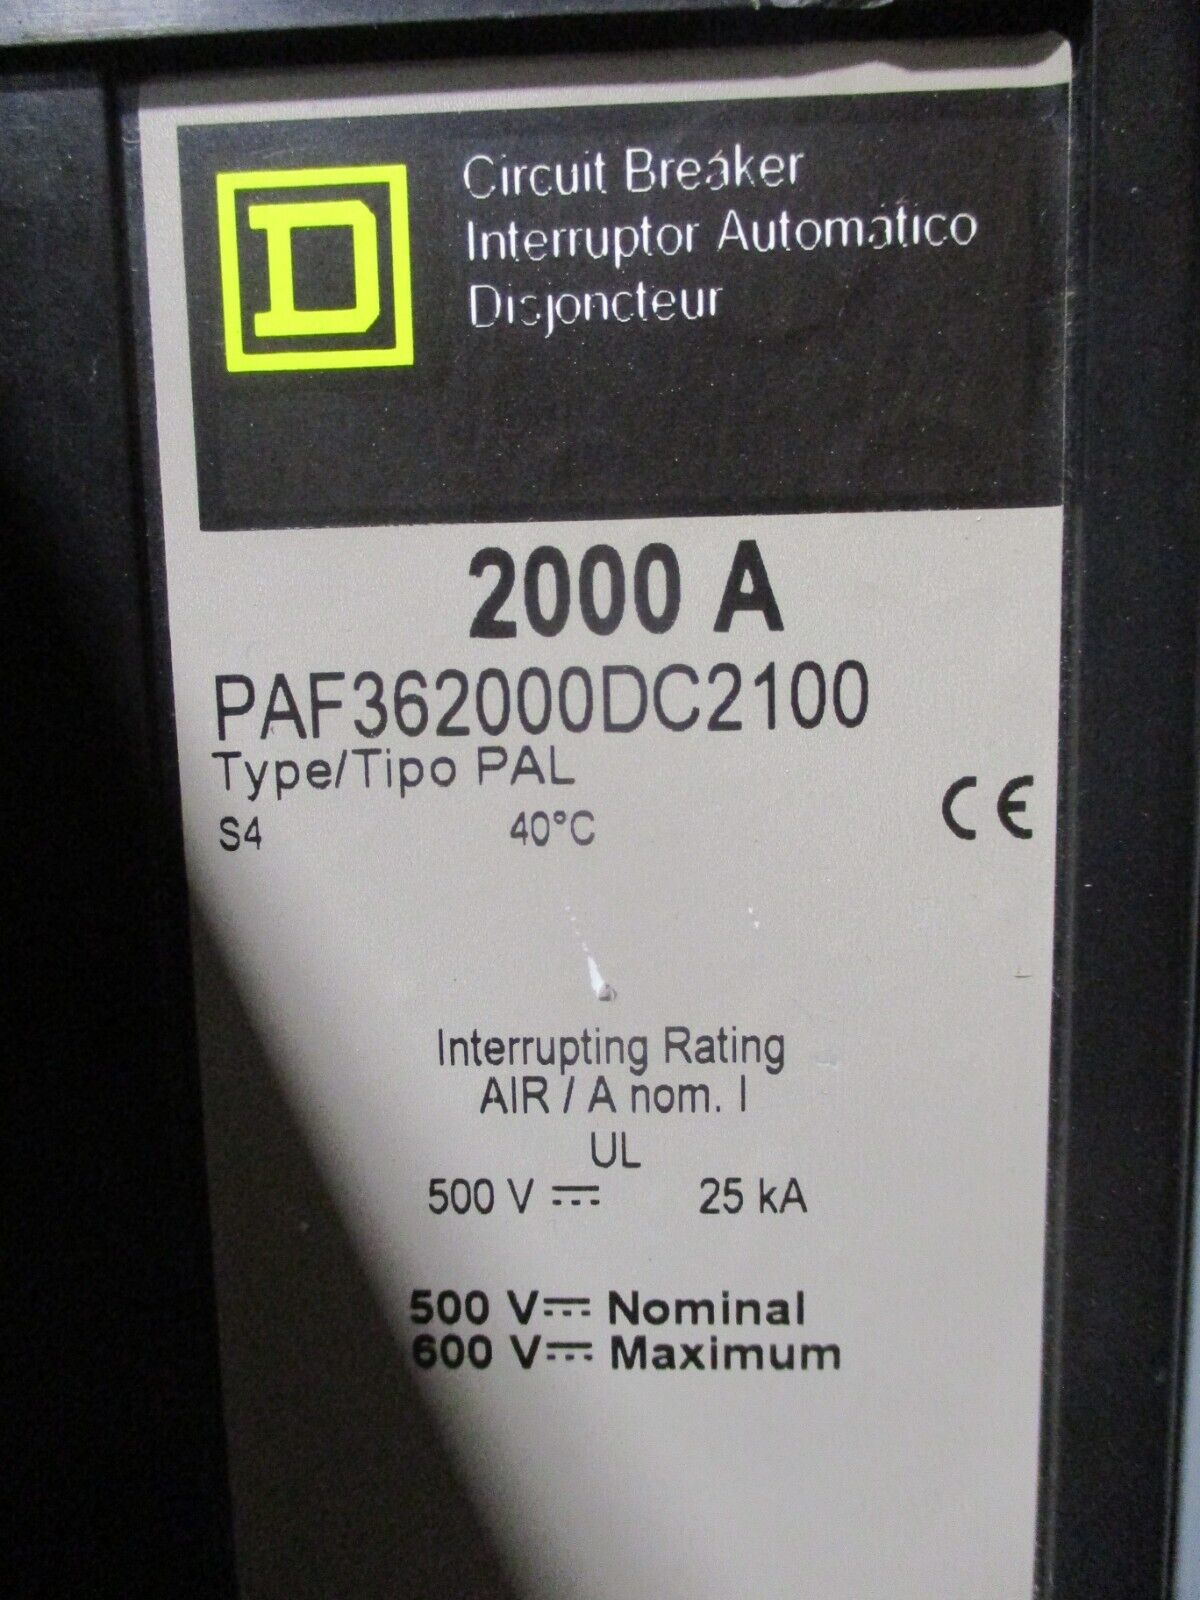 D
Circuit Breaker
Interruptor Automático
Disjoncteur
2000 A
PAF362000DC2100
Type/Tipo PAL
S4 40°C
CE
Interrupting Rating
AIR / A nom. I
UL
500 V ⎓ 25 kA
500 V⎓ Nominal
600 V⎓ Maximum